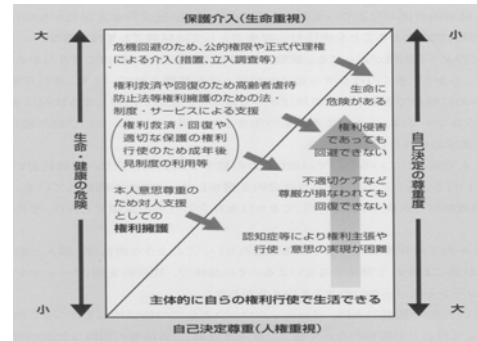 保護介入(生命重視)
大
小
危機回避のため、公的権限や正式代理権
による介入(措置、立入調査等)
権利救済や回復のため高齢者虐待
防止法等権利擁護のための法・
制度・サービスによる支援
権利救済・回復や
適切な保護の権利
行使のため成年後
見制度の利用等
本人意思尊重の
ため対人支援
としての
権利擁護
生命に
危険がある
権利侵害
であっても
回避できない
不適切ケアなど
尊厳が損なわれても
回復できない
認知症等により権利主張や
行使・意思の実現が困難
主体的に自らの権利行使で生活できる
生命・健康の危険
自己決定の尊重度
小
大
自己決定尊重(人権重視)